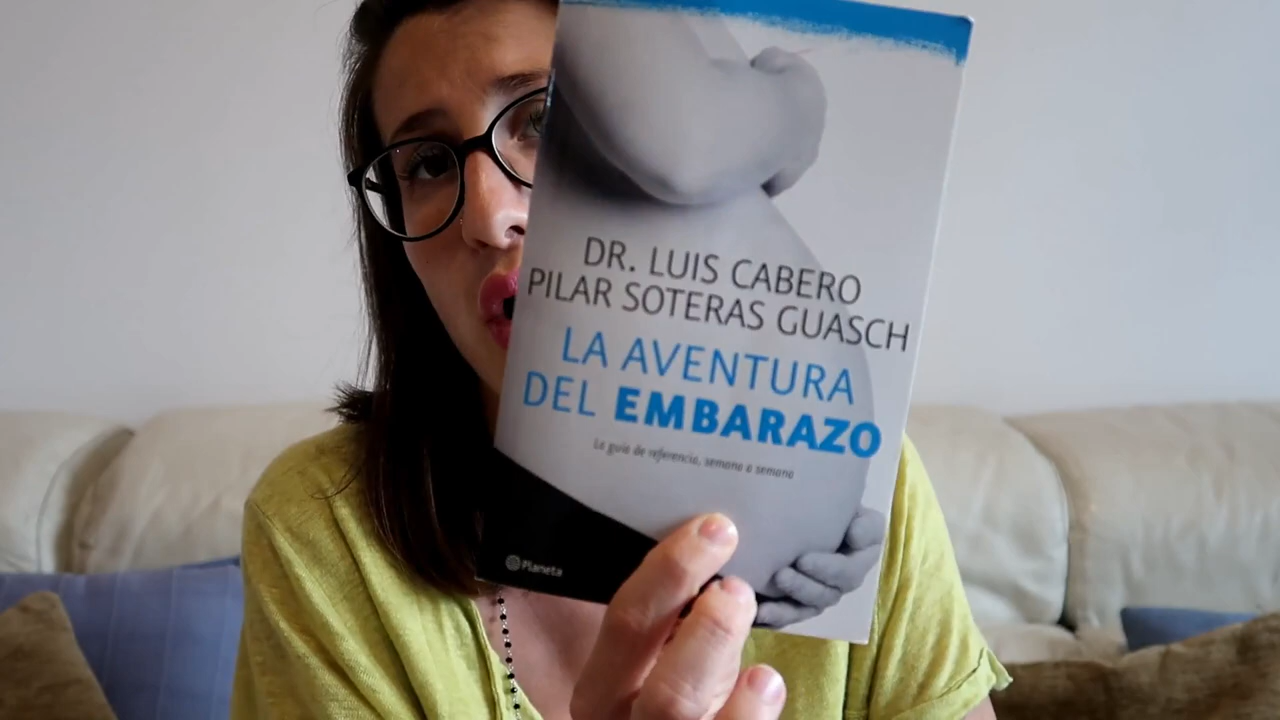 DR. LUIS CABERO
PILAR SOTERAS GUASCH
LA AVENTURA
DEL EMBARAZO
La guía de referencia, semana a semana
Planeta